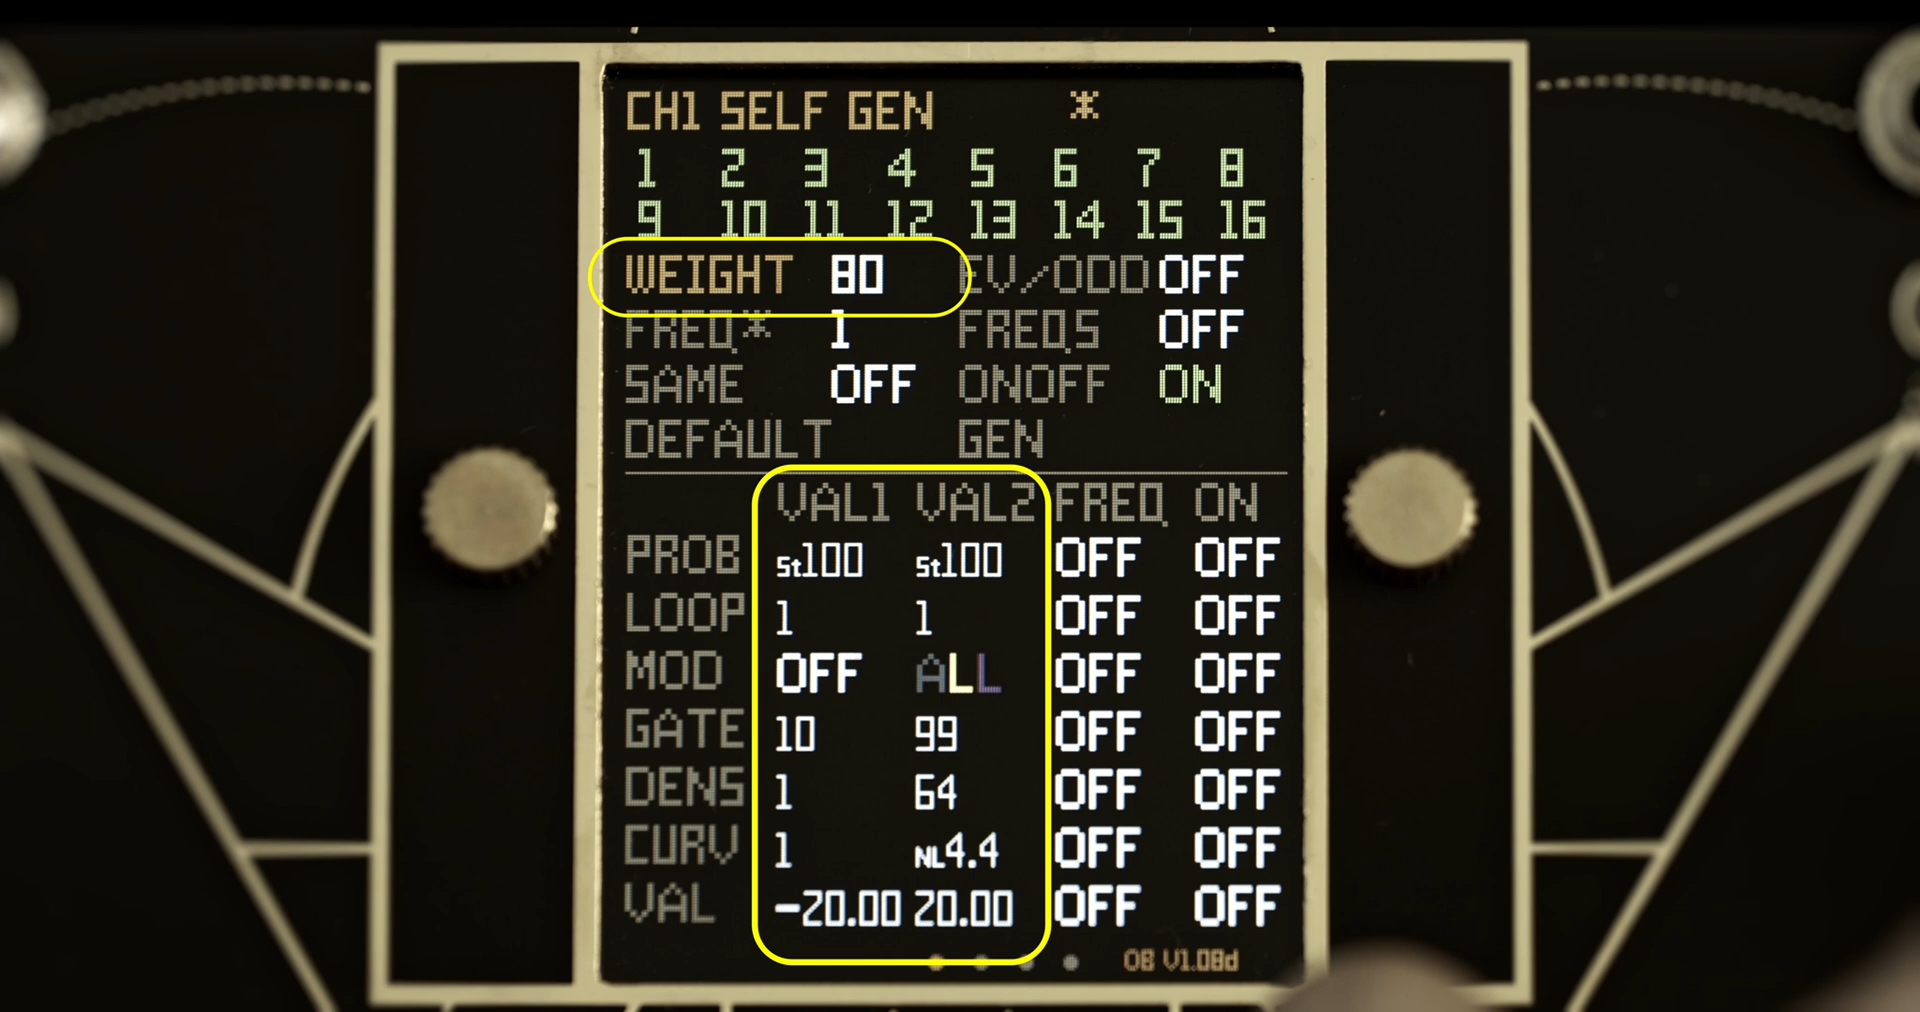 CH1 SELF GEN *
1 2 3 4 5 6 7 8
9 10 11 12 13 14 15 16
WEIGHT 80 EV/ODD OFF
FREQ* 1 FREQS OFF
SAME OFF ONOFF ON
DEFAULT GEN
VAL1 VAL2 FREQ ON
PROB St100 St100 OFF OFF
LOOP 1 1 OFF OFF
MOD OFF ALL OFF OFF
GATE 10 99 OFF OFF
DENS 1 64 OFF OFF
CURV 1 NL4.4 OFF OFF
VAL -20.00 20.00 OFF OFF
OB V1.08d